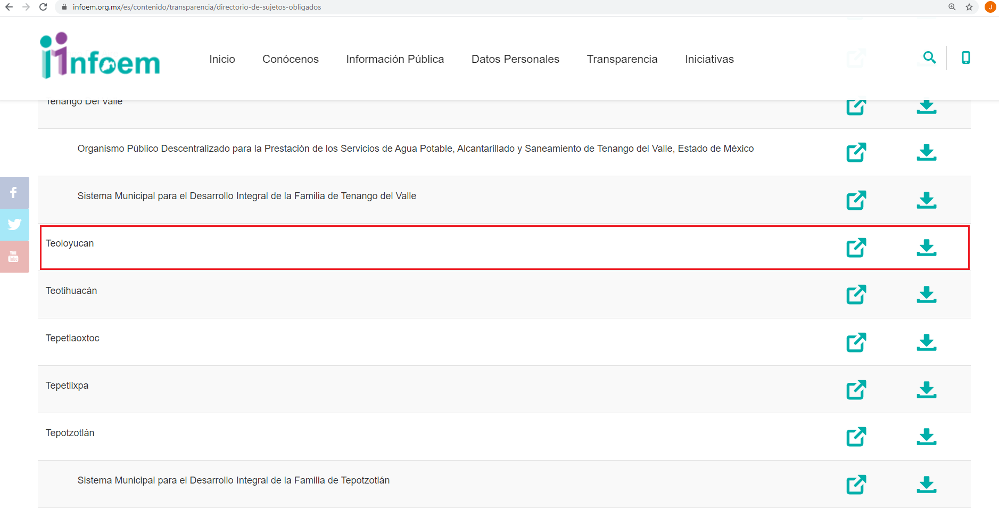 infoem.org.mx/es/contenido/transparencia/directorio-de-sujetos-obligados
J
infoem
Inicio Conócenos Información Pública Datos Personales Transparencia Iniciativas
Tenango Del Valle
Organismo Público Descentralizado para la Prestación de los Servicios de Agua Potable, Alcantarillado y Saneamiento de Tenango del Valle, Estado de México
Sistema Municipal para el Desarrollo Integral de la Familia de Tenango del Valle
Teoloyucan
Teotihuacán
Tepetlaoxtoc
Tepetlixpa
Tepotzotlán
Sistema Municipal para el Desarrollo Integral de la Familia de Tepotzotlán
f
You
Tube